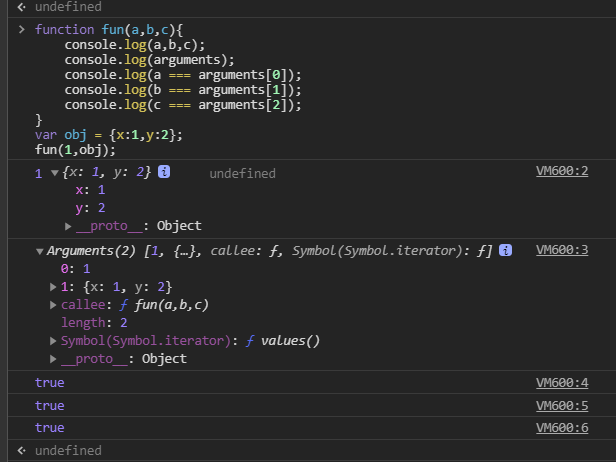 undefined
function fun(a,b,c){
    console.log(a,b,c);
    console.log(arguments);
    console.log(a === arguments[0]);
    console.log(b === arguments[1]);
    console.log(c === arguments[2]);
}
var obj = {x:1,y:2};
fun(1,obj);
1 ▼{x: 1, y: 2} i undefined VM600:2
x: 1
y: 2
▶__proto__: Object
▼Arguments(2) [1, {…}, callee: ƒ, Symbol(Symbol.iterator): ƒ] i VM600:3
0: 1
▶1: {x: 1, y: 2}
▶callee: ƒ fun(a,b,c)
length: 2
▶Symbol(Symbol.iterator): ƒ values()
▶__proto__: Object
true VM600:4
true VM600:5
true VM600:6
undefined